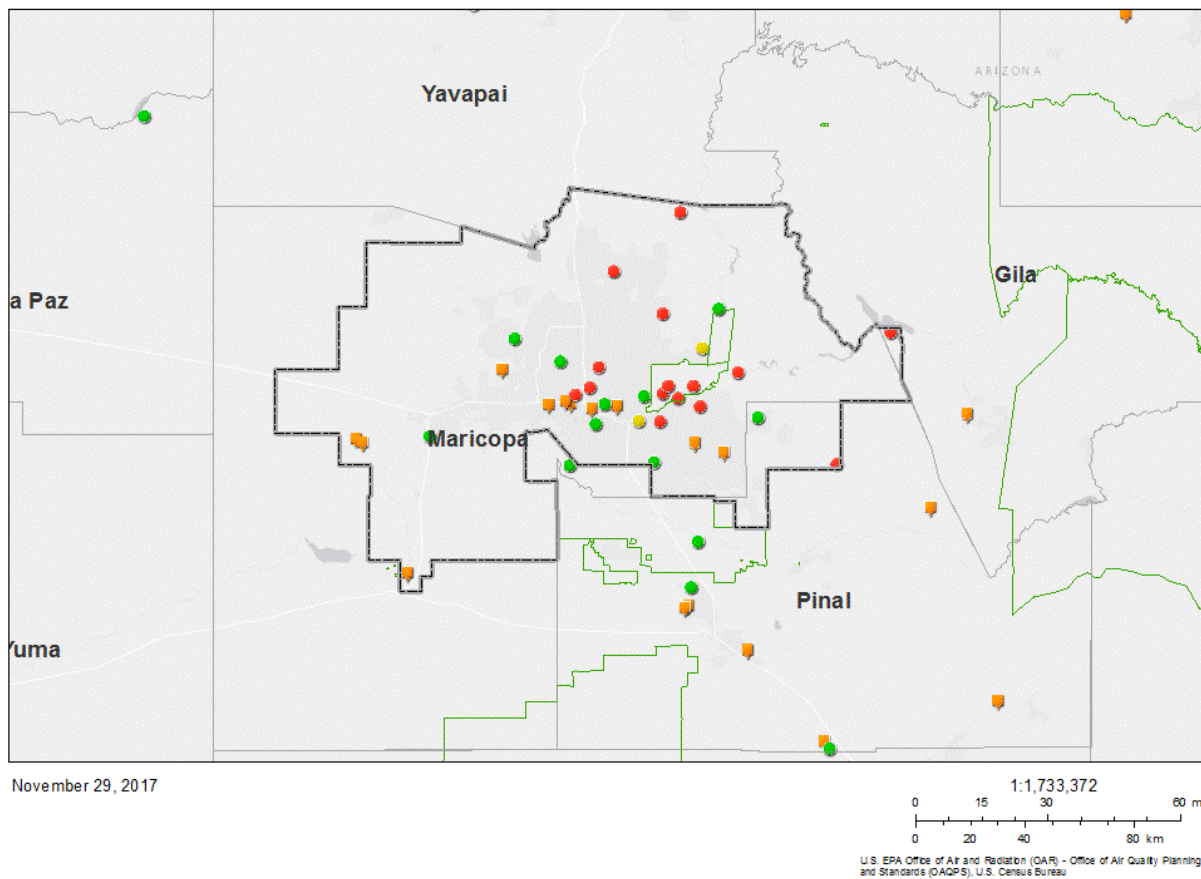 ARIZONA
Yavapai
Gila
a Paz
Maricopa
Pinal
Yuma
November 29, 2017
1:1,733,372
0 15 30 60 m
0 20 40 80 km
U.S. EPA Office of Air and Radiation (OAR) - Office of Air Quality Planning
and Standards (OAQPS), U.S. Census Bureau